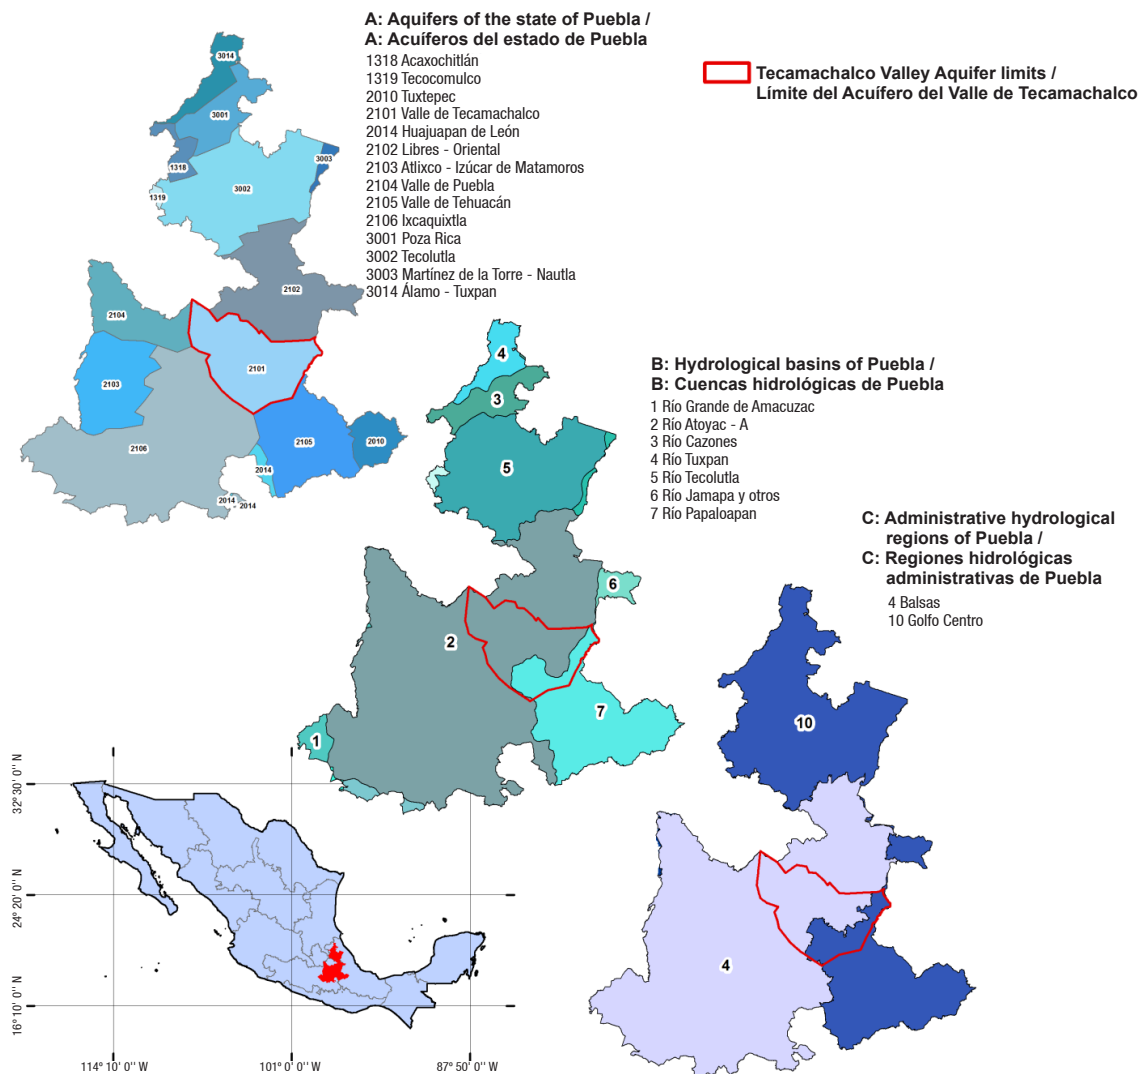 A: Aquifers of the state of Puebla /
A: Acuíferos del estado de Puebla
1318 Acaxochitlán
1319 Tecocomulco
2010 Tuxtepec
2101 Valle de Tecamachalco
2014 Huajuapan de León
2102 Libres - Oriental
2103 Atlixco - Izúcar de Matamoros
2104 Valle de Puebla
2105 Valle de Tehuacán
2106 Ixcaquixtla
3001 Poza Rica
3002 Tecolutla
3003 Martínez de la Torre - Nautla
3014 Álamo - Tuxpan
Tecamachalco Valley Aquifer limits /
Límite del Acuífero del Valle de Tecamachalco
3014
3001
1318
3003
3002
1319
2102
2104
2101
2103
2105
2010
2106
2014
2014
2014
B: Hydrological basins of Puebla /
B: Cuencas hidrológicas de Puebla
1 Río Grande de Amacuzac
2 Río Atoyac - A
3 Río Cazones
4 Río Tuxpan
5 Río Tecolutla
6 Río Jamapa y otros
7 Río Papaloapan
4
3
5
6
2
7
1
C: Administrative hydrological
regions of Puebla /
C: Regiones hidrológicas
administrativas de Puebla
4 Balsas
10 Golfo Centro
10
4
32°30' 0''N
24°20' 0''N
16°10' 0''N
114°10' 0''W
101°0' 0''W
87°50' 0''W